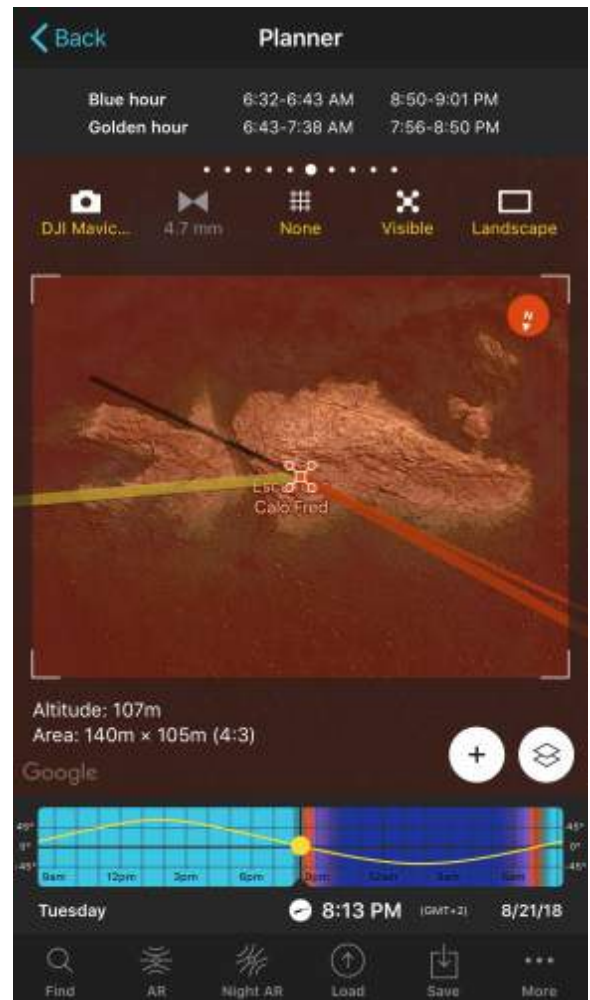 Back
Planner
Blue hour 6:32-6:43 AM 8:50-9:01 PM
Golden hour 6:43-7:38 AM 7:56-8:50 PM
DJI Mavic... 4.7 mm None Visible Landscape
N
Calo Fred
Altitude: 107m
Area: 140m × 105m (4:3)
Google
45° 45°
0° 0°
-45° -45°
9am 12pm 3pm 6pm 9pm 12am 3am 6am
Tuesday 8:13 PM (GMT+2) 8/21/18
Find AR Night AR Load Save More